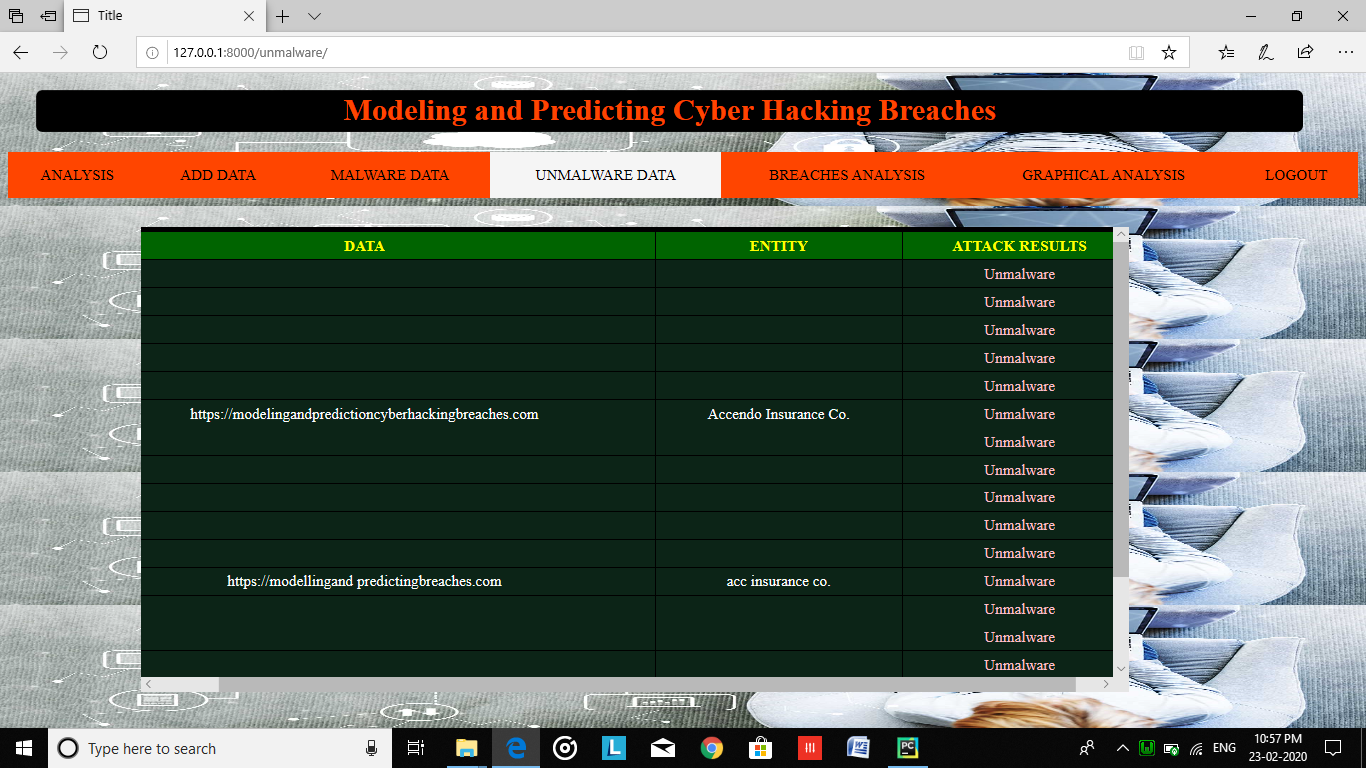 Title
127.0.0.1:8000/unmalware/
Modeling and Predicting Cyber Hacking Breaches
ANALYSIS ADD DATA MALWARE DATA UNMALWARE DATA BREACHES ANALYSIS GRAPHICAL ANALYSIS LOGOUT
DATA ENTITY ATTACK RESULTS
Unmalware
Unmalware
Unmalware
Unmalware
Unmalware
https://modelingandpredictioncyberhackingbreaches.com Accendo Insurance Co. Unmalware
Unmalware
Unmalware
Unmalware
Unmalware
Unmalware
https://modellingand predictingbreaches.com acc insurance co. Unmalware
Unmalware
Unmalware
Unmalware
Type here to search L W PC ENG 10:57 PM
23-02-2020